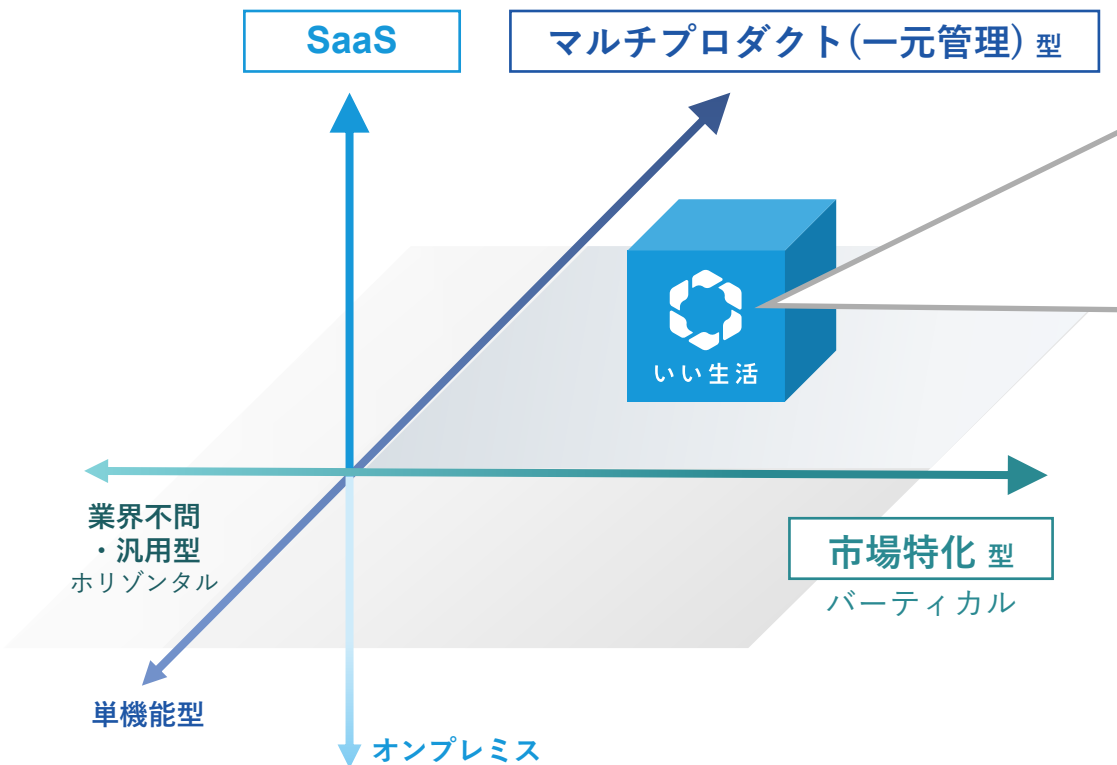 SaaS
マルチプロダクト(一元管理) 型
いい生活
業界不問
・汎用型
ホリゾンタル
市場特化 型
バーティカル
単機能型
オンプレミス